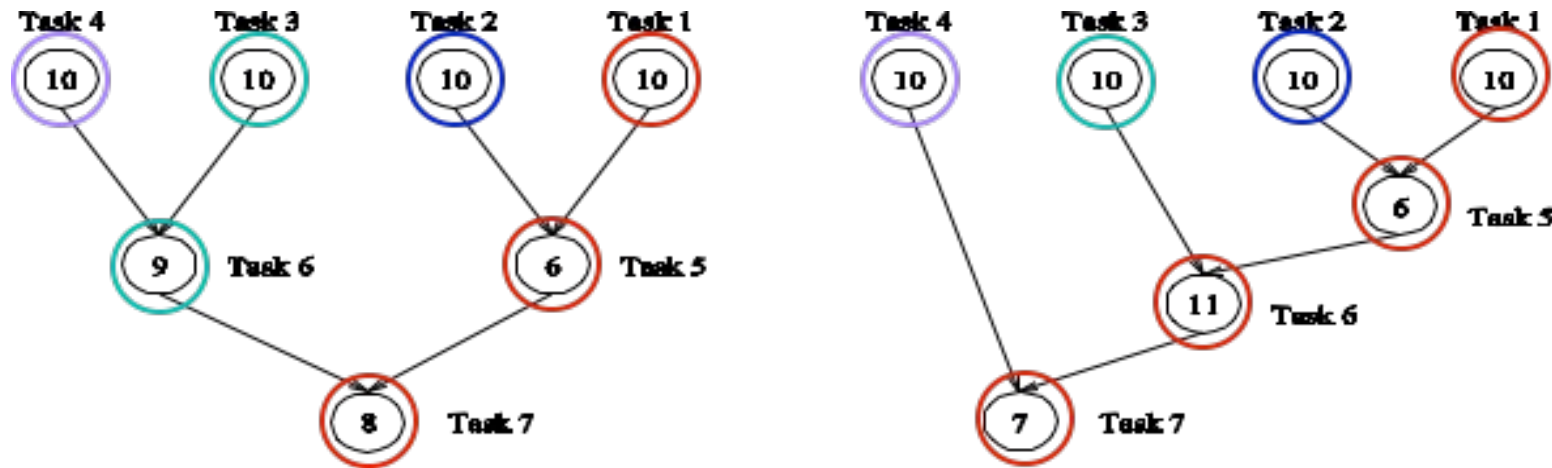 Task 4 Task 3 Task 2 Task 1 Task 4 Task 3 Task 2 Task 1
10 10 10 10 10 10 10 10
6 Task 5
9 Task 6 6 Task 5
11 Task 6
8 Task 7 7 Task 7